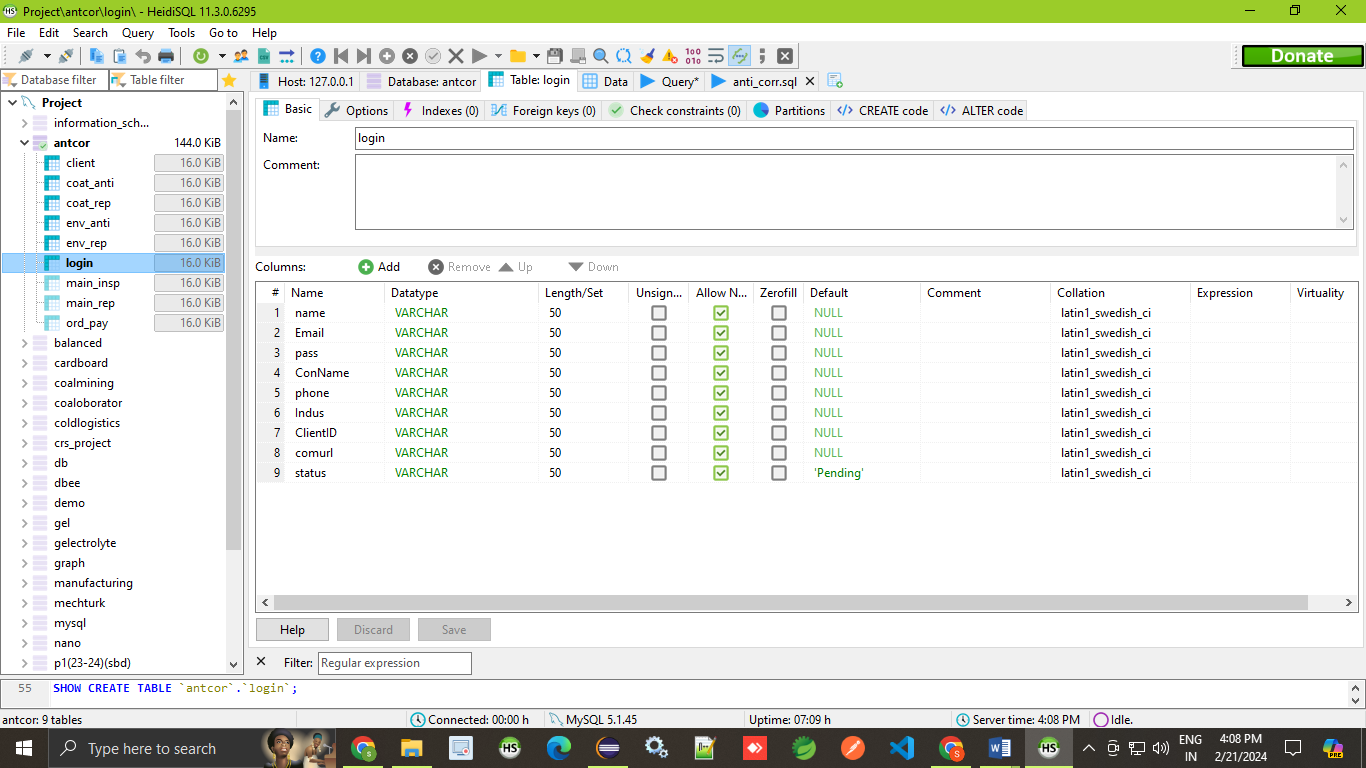 Project\antcor\login\ - HeidiSQL 11.3.0.6295
File Edit Search Query Tools Go to Help
Donate
Database filter Table filter
Host: 127.0.0.1 Database: antcor Table: login Data Query* anti_corr.sql
Project
information_sch...
antcor 144.0 KiB
client 16.0 KiB
coat_anti 16.0 KiB
coat_rep 16.0 KiB
env_anti 16.0 KiB
env_rep 16.0 KiB
login 16.0 KiB
main_insp 16.0 KiB
main_rep 16.0 KiB
ord_pay 16.0 KiB
balanced
cardboard
coalmining
coaloborator
coldlogistics
crs_project
db
dbee
demo
gel
gelectrolyte
graph
manufacturing
mechturk
mysql
nano
p1(23-24)(sbd)
Basic Options Indexes (0) Foreign keys (0) Check constraints (0) Partitions CREATE code ALTER code
Name: login
Comment:
Columns: Add Remove Up Down
# Name Datatype Length/Set Unsign... Allow N... Zerofill Default Comment Collation Expression Virtuality
1 name VARCHAR 50 NULL latin1_swedish_ci
2 Email VARCHAR 50 NULL latin1_swedish_ci
3 pass VARCHAR 50 NULL latin1_swedish_ci
4 ConName VARCHAR 50 NULL latin1_swedish_ci
5 phone VARCHAR 50 NULL latin1_swedish_ci
6 Indus VARCHAR 50 NULL latin1_swedish_ci
7 ClientID VARCHAR 50 NULL latin1_swedish_ci
8 comurl VARCHAR 50 NULL latin1_swedish_ci
9 status VARCHAR 50 'Pending' latin1_swedish_ci
Help Discard Save
Filter: Regular expression
55 SHOW CREATE TABLE `antcor`.`login`;
antcor: 9 tables Connected: 00:00 h MySQL 5.1.45 Uptime: 07:09 h Server time: 4:08 PM Idle.
Type here to search
ENG
IN
4:08 PM
2/21/2024